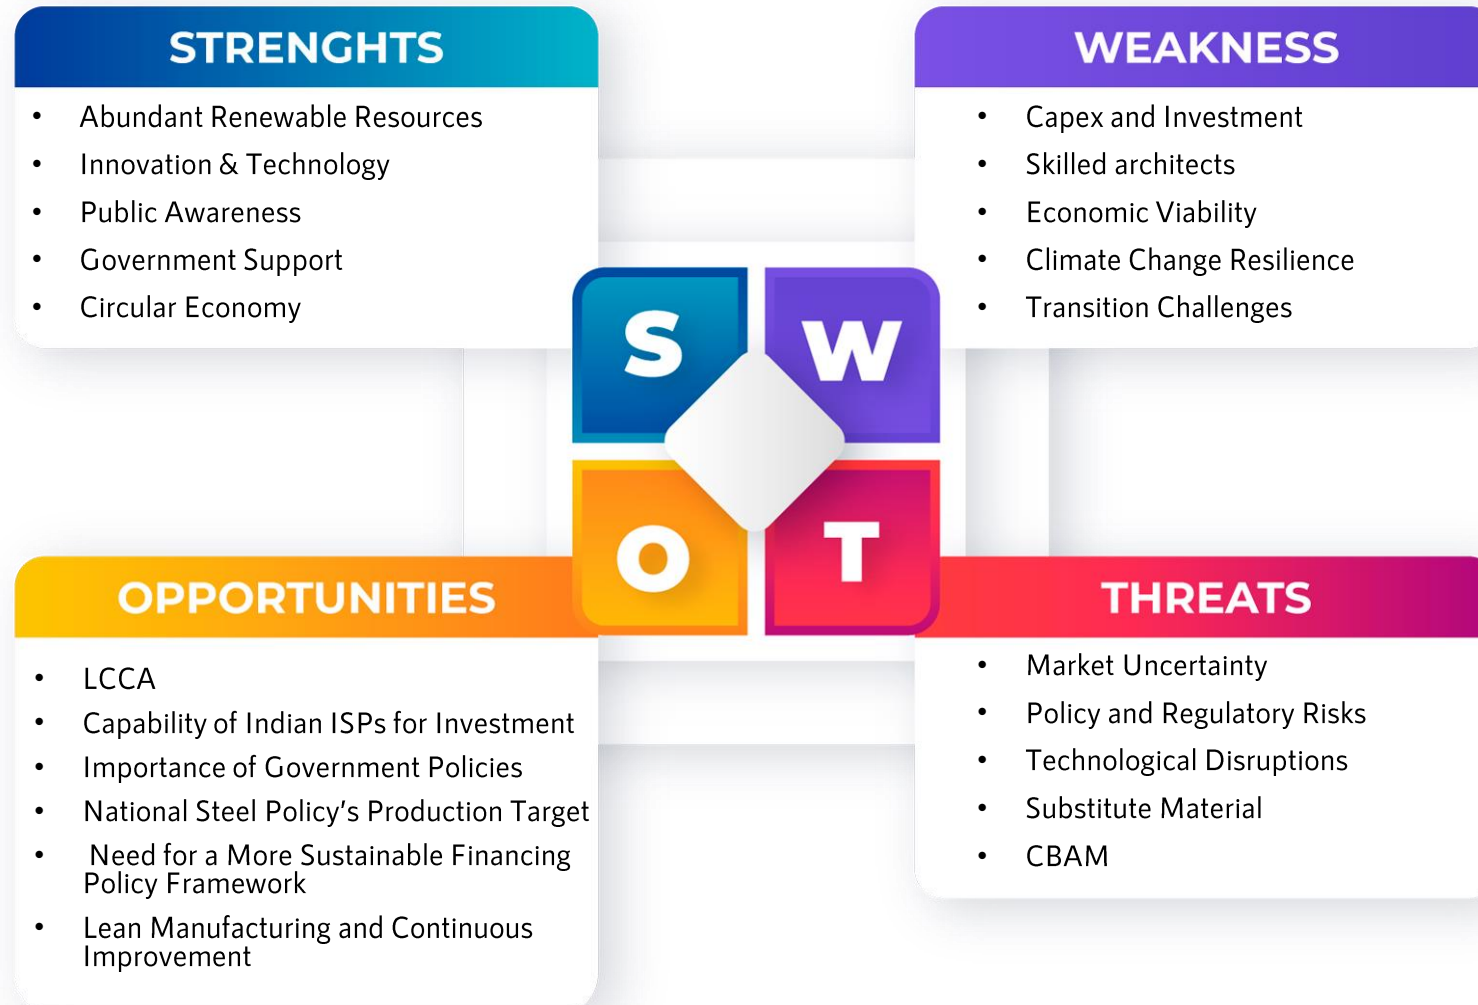 STRENGHTS
• Abundant Renewable Resources
• Innovation & Technology
• Public Awareness
• Government Support
• Circular Economy
WEAKNESS
• Capex and Investment
• Skilled architects
• Economic Viability
• Climate Change Resilience
• Transition Challenges
S
W
O
T
OPPORTUNITIES
• LCCA
• Capability of Indian ISPs for Investment
• Importance of Government Policies
• National Steel Policy’s Production Target
• Need for a More Sustainable Financing
Policy Framework
• Lean Manufacturing and Continuous
Improvement
THREATS
• Market Uncertainty
• Policy and Regulatory Risks
• Technological Disruptions
• Substitute Material
• CBAM